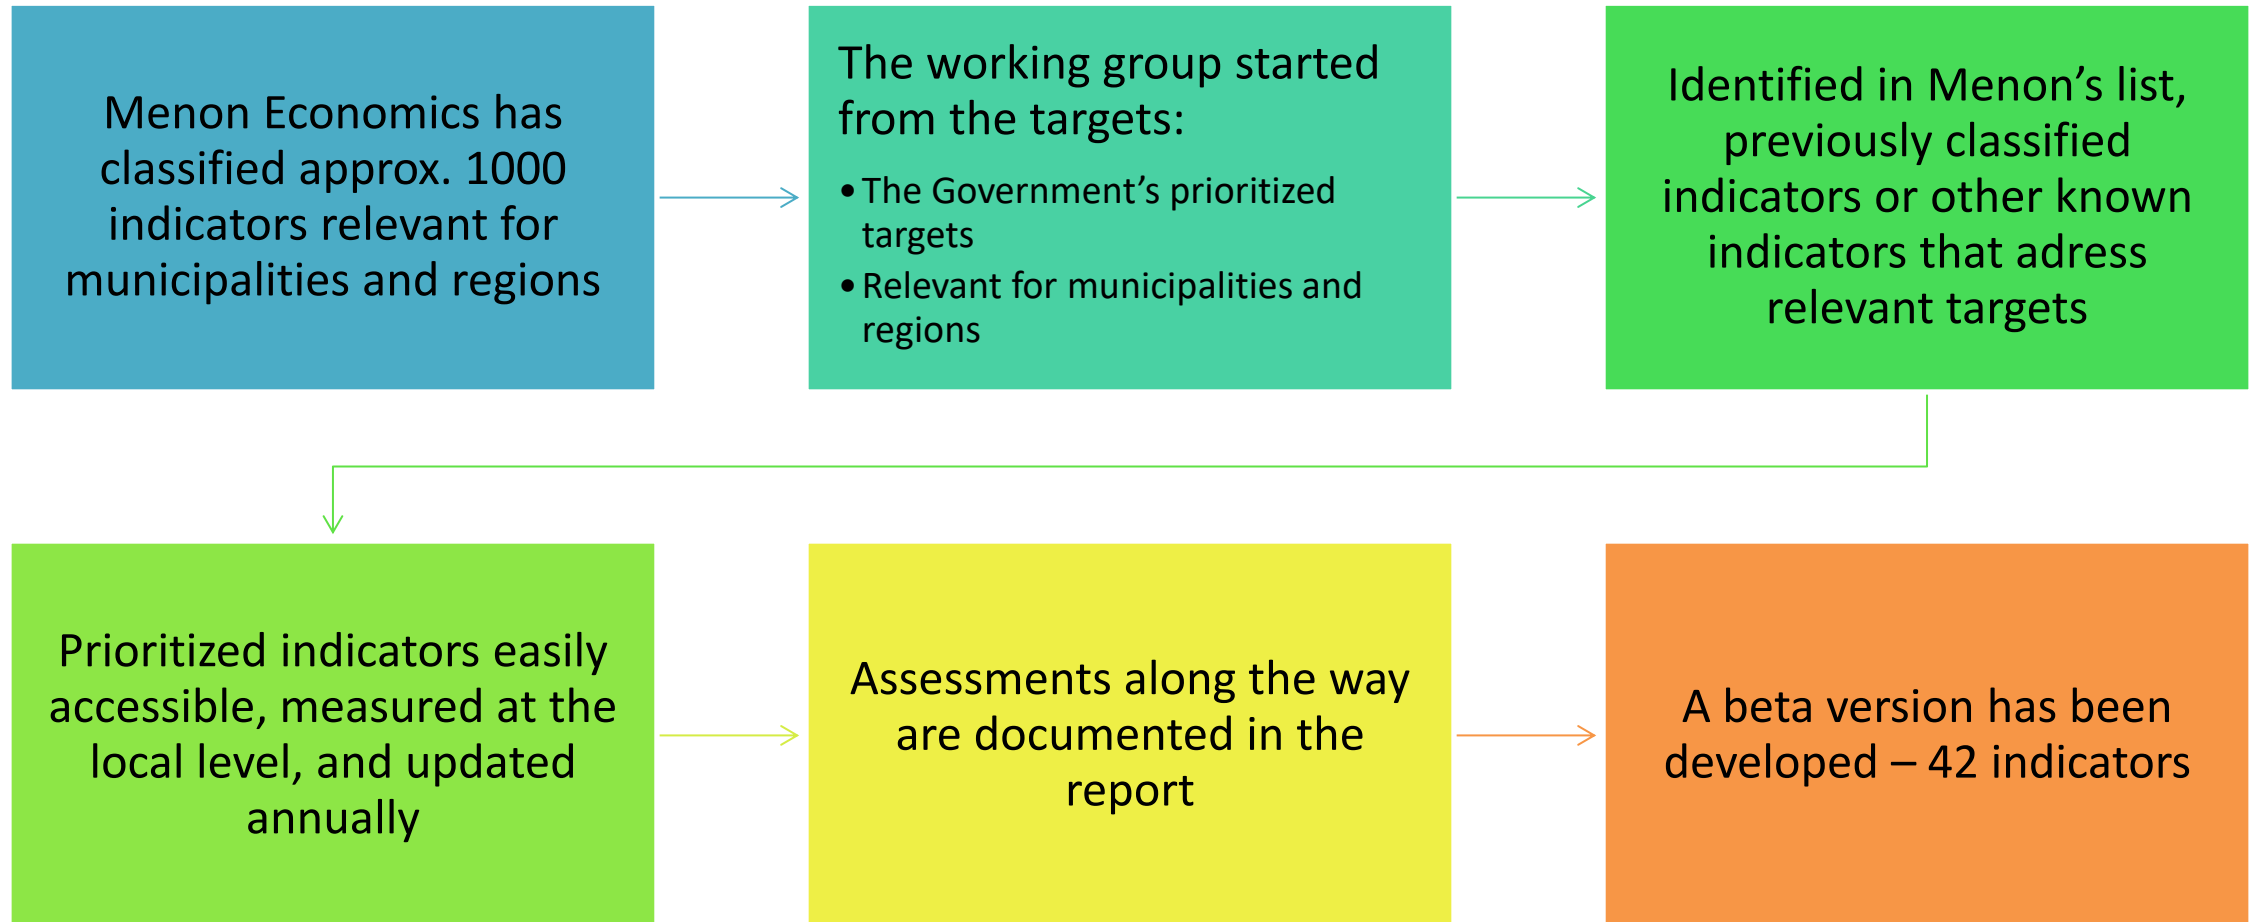 Menon Economics has
classified approx. 1000
indicators relevant for
municipalities and regions
The working group started
from the targets:
• The Government’s prioritized
targets
• Relevant for municipalities and
regions
Identified in Menon’s list,
previously classified
indicators or other known
indicators that adress
relevant targets
Prioritized indicators easily
accessible, measured at the
local level, and updated
annually
Assessments along the way
are documented in the
report
A beta version has been
developed – 42 indicators